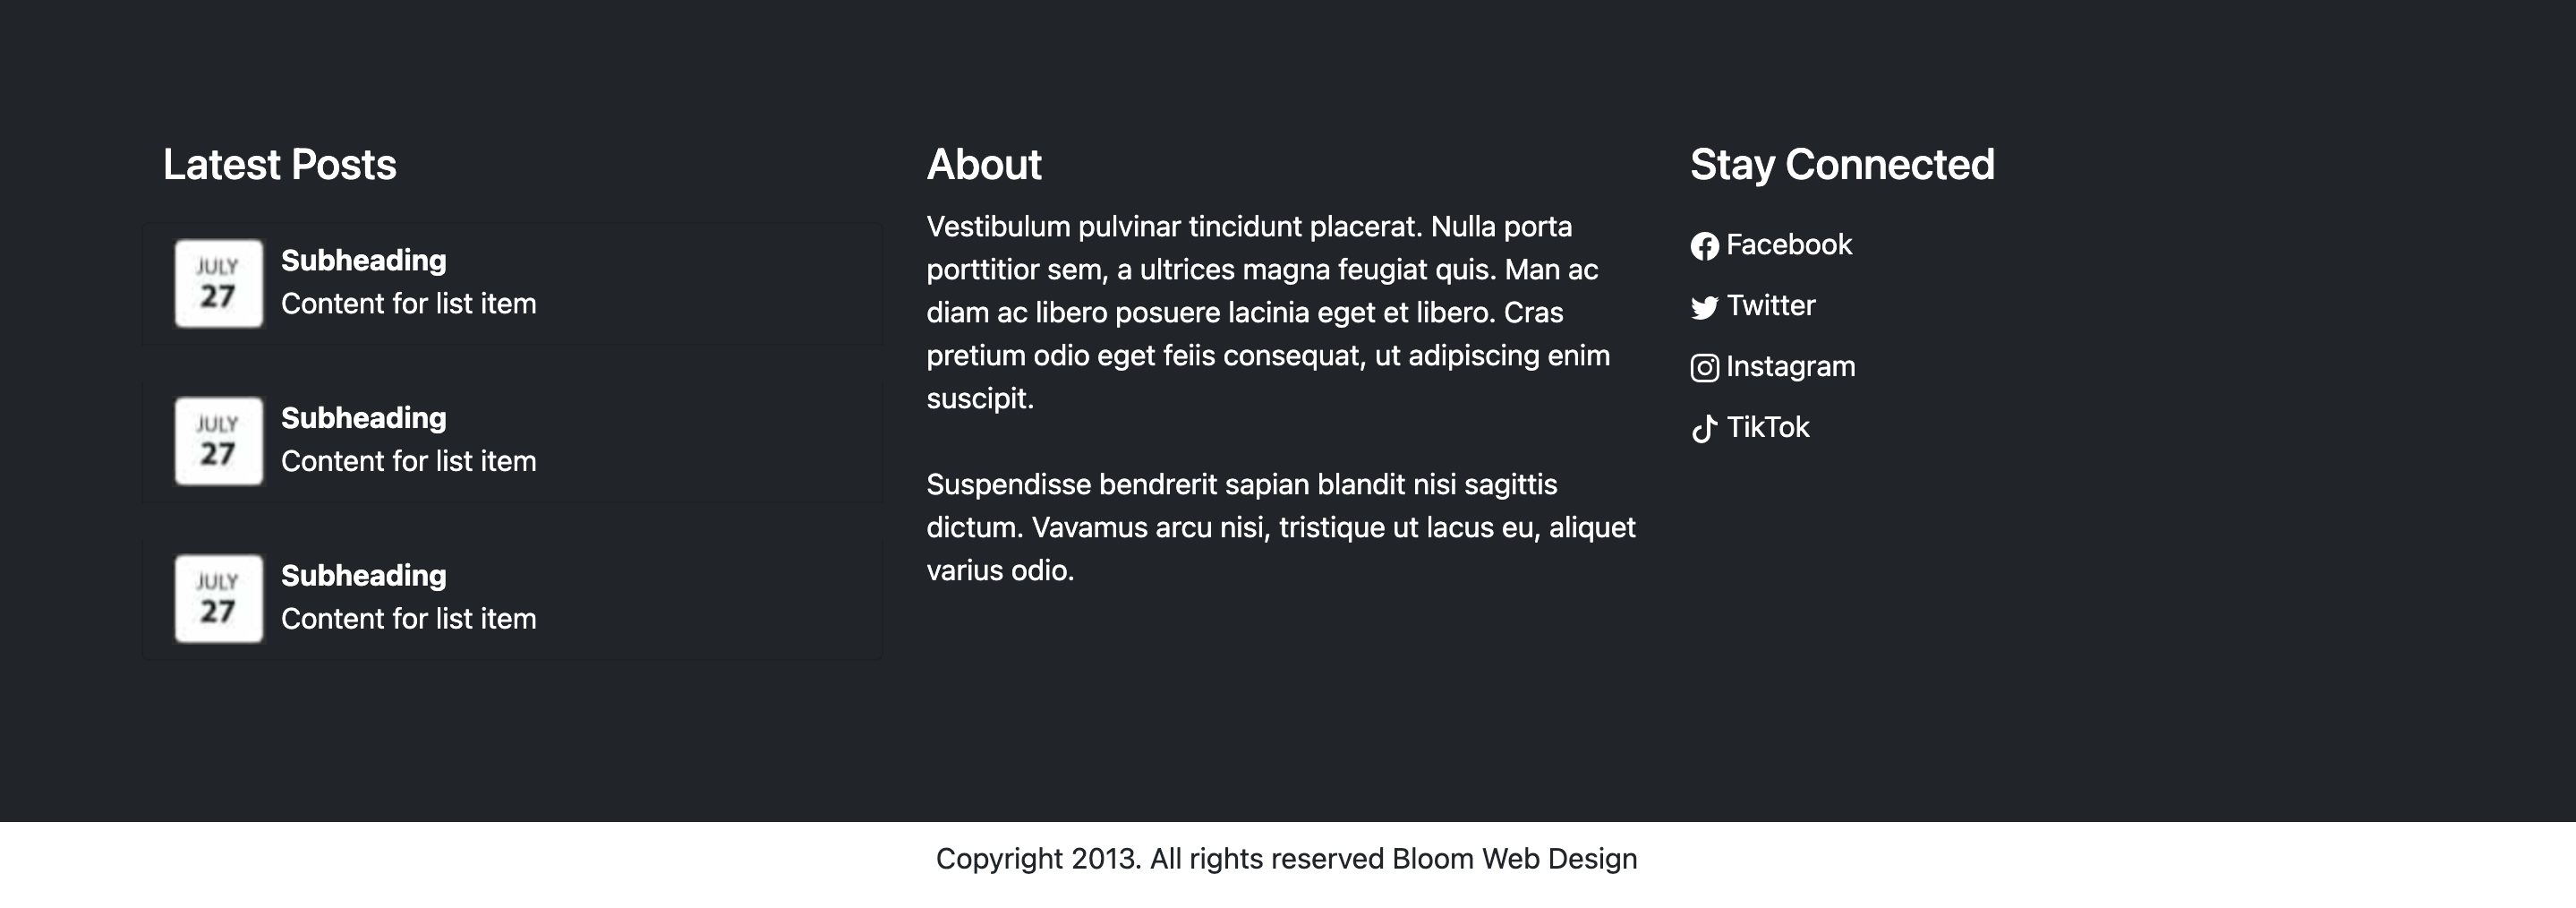 Latest Posts
JULY
27
Subheading
Content for list item
JULY
27
Subheading
Content for list item
JULY
27
Subheading
Content for list item
About
Vestibulum pulvinar tincidunt placerat. Nulla porta
porttitior sem, a ultrices magna feugiat quis. Man ac
diam ac libero posuere lacinia eget et libero. Cras
pretium odio eget feiis consequat, ut adipiscing enim
suscipit.
Suspendisse bendrerit sapian blandit nisi sagittis
dictum. Vavamus arcu nisi, tristique ut lacus eu, aliquet
varius odio.
Stay Connected
Facebook
Twitter
Instagram
TikTok
Copyright 2013. All rights reserved Bloom Web Design